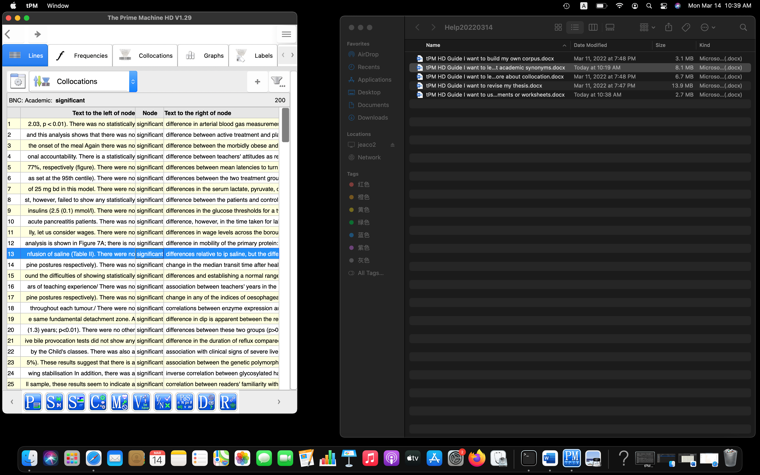 tPM Window
Mon Mar 14 10:39 AM
The Prime Machine HD V1.29
Lines
Frequencies
Collocations
Graphs
Labels
Collocations
BNC: Academic: significant 200
Text to the left of node Node Text to the right of node
1 2.03, p < 0.01). There was no statistically significant difference in arterial blood gas measuremen
2 and this analysis shows that there was no significant difference between active treatment and pla
3 the onset of the meal Again there was no significant difference between the morbidly obese and
4 onal accountability. There is a statistically significant difference between teachers' attitudes as re
5 77%, respectively (figure). There were no significant differences between mean latencies to turn
6 as set at the 95th centile). There were no significant differences between the two treatment group
7 of 25 mg bd in this model. There were no significant differences in the serum lactate, pyruvate, c
8 st, however, failed to show any statistically significant difference between the patients and control
9 insulins (2.5 (0.1) mmol/l). There were no significant differences in the glucose thresholds for a t
10 acute pancreatitis patients. There was no significant difference, however, in the time taken for la
11 lly, let us consider wages. There were no significant differences in wage levels across the borou
12 analysis is shown in Figure 7A; there is no significant difference in mobility of the primary protein:
13 nfusion of saline (Table II). There were no significant differences relative to ip saline, but the diffe
14 pine postures respectively). There were no significant change in the median transit time after heal
15 ound the difficulties of showing statistically significant differences and establishing a normal range
16 ars of teaching experience/ There was no significant association between teachers' years in the
17 pine postures respectively). There was no significant change in any of the indices of oesophagea
18 throughout each tumour./ There were no significant correlations between enzyme expression a
19 e same fundamental detachment zone. A significant difference in dip is apparent between the re
20 (1.3) years; p<0.01). There were no other significant differences between these two groups (p>0
21 ive bile provocation tests did not show any significant difference in the duration of reflux compare
22 by the Child's classes. There was also a significant association with clinical signs of severe live
23 5%). These results suggest that there is a significant association between the genetic polymorph
24 wing stabilisation In addition, there was an significant inverse correlation between glycosylated ha
25 ll sample, these results seem to indicate a significant correlation between readers' familiarity with
Help20220314
Favorites
AirDrop
Recents
Applications
Desktop
Documents
Downloads
Locations
jeaco2
Network
Tags
红色
橙色
黄色
绿色
蓝色
紫色
灰色
All Tags...
Name Date Modified Size Kind
tPM HD Guide I want to build my own corpus.docx Mar 11, 2022 at 7:48 PM 3.1 MB Microso...(.docx)
tPM HD Guide I want to le...t academic synonyms.docx Today at 10:19 AM 8.1 MB Microso...(.docx)
tPM HD Guide I want to le...ore about collocation.docx Mar 11, 2022 at 7:48 PM 6.7 MB Microso...(.docx)
tPM HD Guide I want to revise my thesis.docx Mar 11, 2022 at 7:47 PM 13.9 MB Microso...(.docx)
tPM HD Guide I want to us...ments or worksheets.docx Today at 10:38 AM 2.7 MB Microso...(.docx)